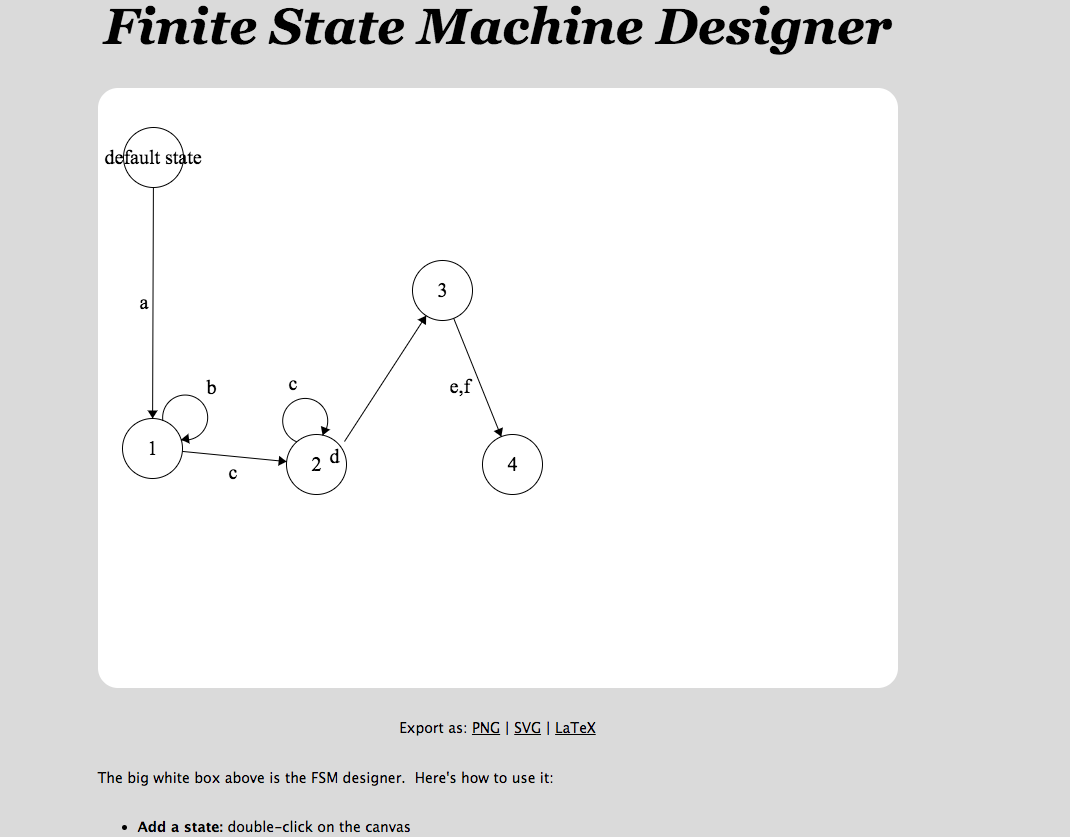 Finite State Machine Designer
default state
a
3
b
c
e,f
1
c
2
d
4
Export as: PNG | SVG | LaTeX
The big white box above is the FSM designer.  Here's how to use it:
• Add a state: double-click on the canvas